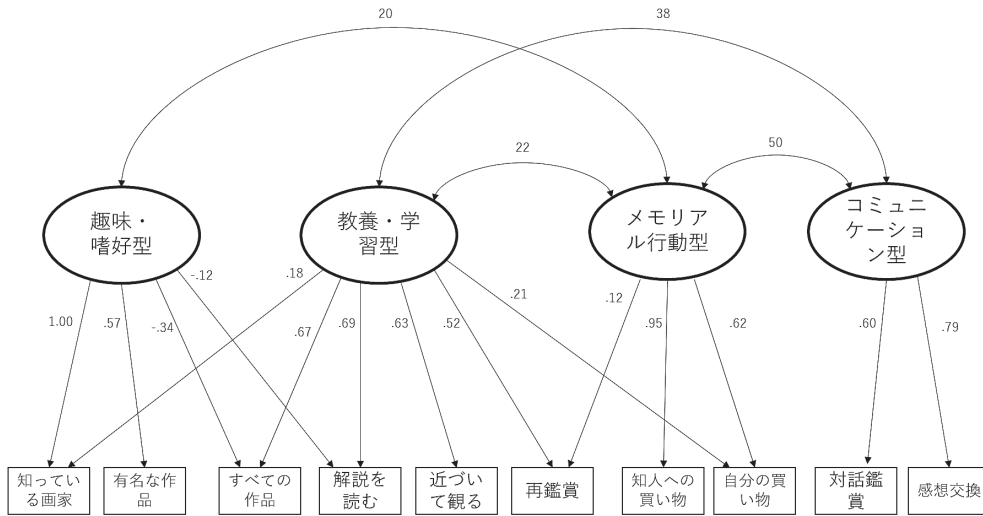 20
38
22
50
趣味・
嗜好型
教養・学
習型
メモリア
ル行動型
コミュニ
ケーショ
ン型
-.12
.18
.21
.12
1.00
.57
-.34
.67
.69
.63
.52
.95
.62
.60
.79
知ってい
る画家
有名な作
品
すべての
作品
解説を
読む
近づい
て観る
再鑑賞
知人への
買い物
自分の買
い物
対話鑑
賞
感想交換